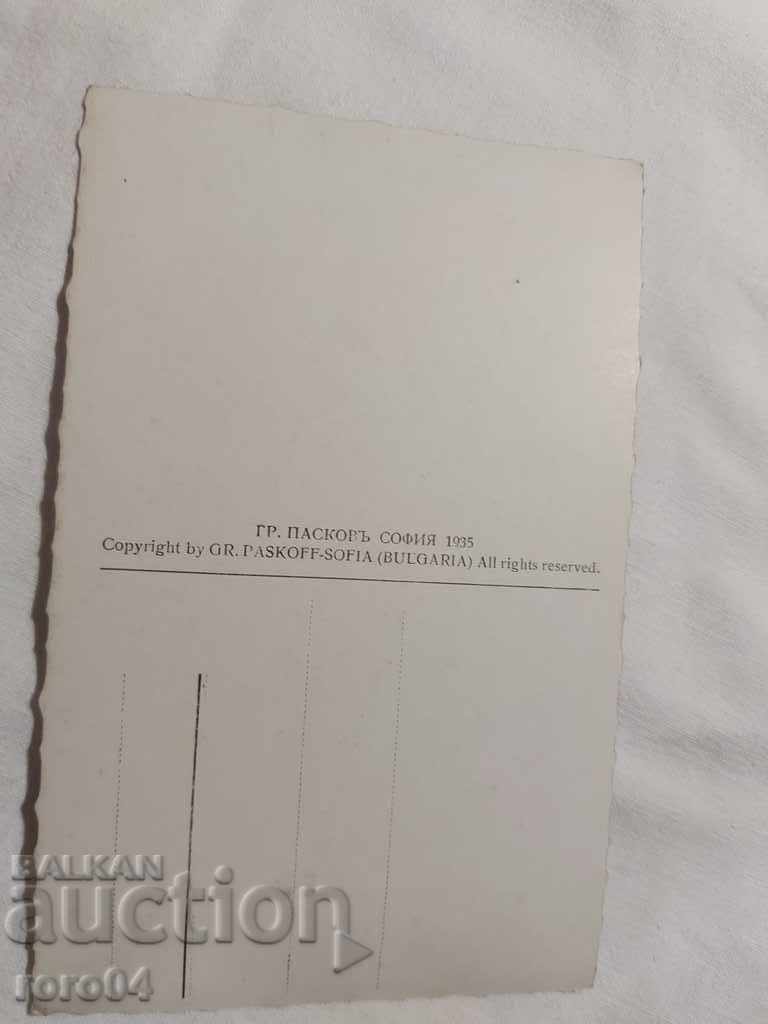 ГР. ПАСКОВЪ СОФИЯ 1935
Copyright by GR. PASKOFF-SOFIA (BULGARIA) All rights reserved.
BALKAN
auction
roro04